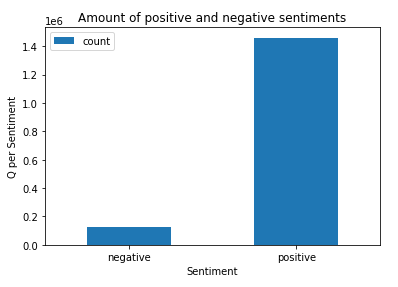 Amount of positive and negative sentiments
1e6
count
1.4
1.2
1.0
0.8
0.6
0.4
0.2
0.0
Q per Sentiment
negative positive
Sentiment